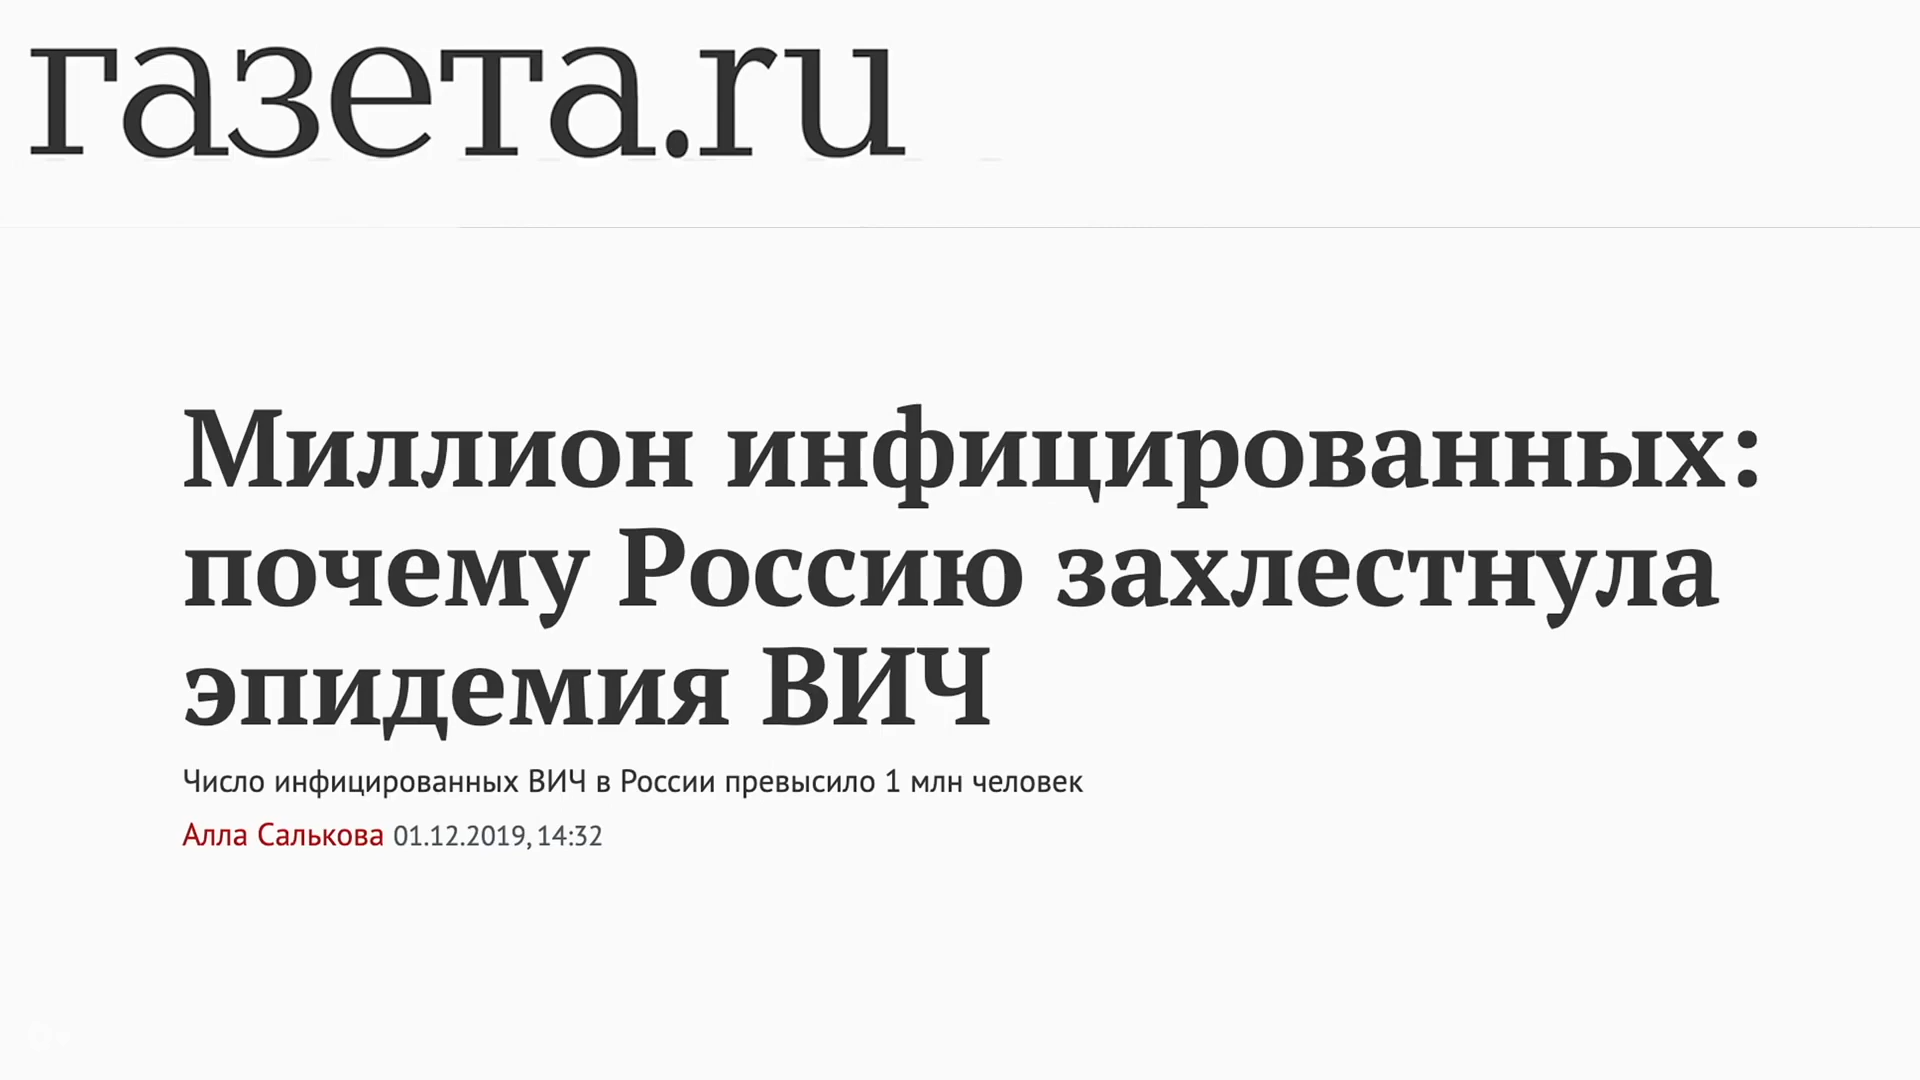 газета.ru
Миллион инфицированных:
почему Россию захлестнула
эпидемия ВИЧ
Число инфицированных ВИЧ в России превысило 1 млн человек
Алла Салькова 01.12.2019, 14:32